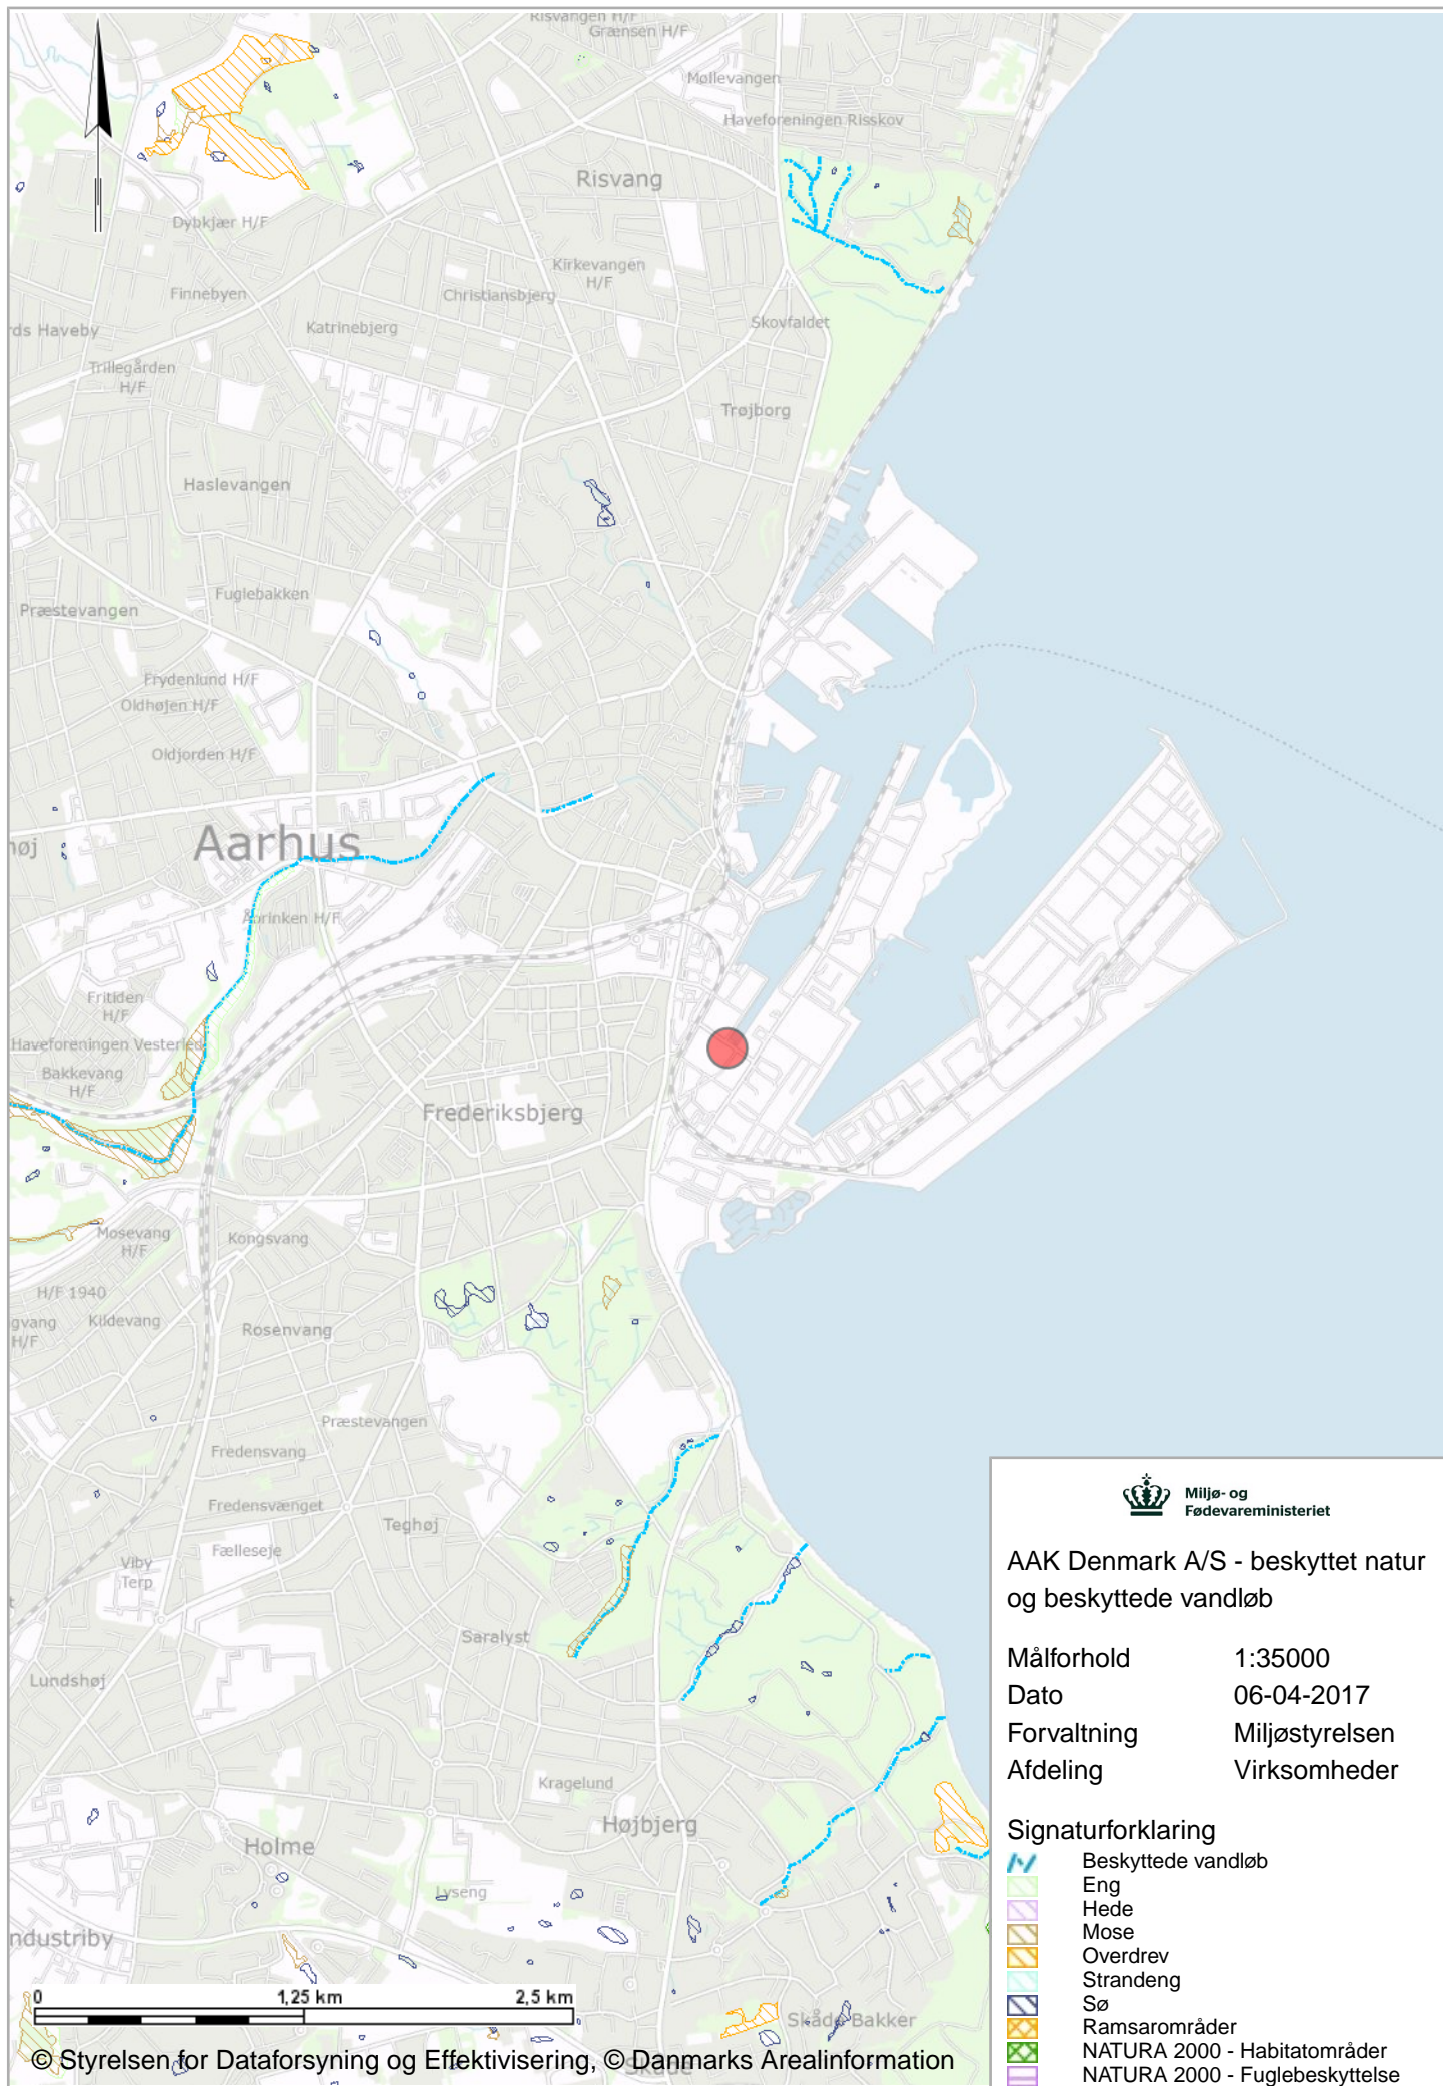 Risvangen H/F
Grænsen H/F
Møllevangen
Haveforeningen Risskov
Risvang
Dybkjær H/F
Kirkevangen
H/F
Finnebyen
Christiansbjerg
rds Haveby
Katrinebjerg
Skovfaldet
Trillegården
H/F
Trøjborg
Haslevangen
Fuglebakken
Præstevangen
Frydenlund H/F
Oldhøjen H/F
Oldjorden H/F
Aarhus
høj
Åbrinken H/F
Fritiden
H/F
Haveforeningen Vesterled
Bakkevang
H/F
Frederiksbjerg
Mosevang
H/F
Kongsvang
H/F 1940
gvang
H/F
Kildevang
Rosenvang
Præstevangen
Fredensvang
Fredensvænget
Teghøj
Fælleseje
Viby
Terp
Saralyst
Lundshøj
Kragelund
Højbjerg
Holme
Lyseng
ndustriby
Skåde Bakker
Skåde
0 1,25 km 2,5 km
© Styrelsen for Dataforsyning og Effektivisering, © Danmarks Arealinformation
Miljø- og
Fødevareministeriet
AAK Denmark A/S - beskyttet natur
og beskyttede vandløb
Målforhold 1:35000
Dato 06-04-2017
Forvaltning Miljøstyrelsen
Afdeling Virksomheder
Signaturforklaring
Beskyttede vandløb
Eng
Hede
Mose
Overdrev
Strandeng
Sø
Ramsarområder
NATURA 2000 - Habitatområder
NATURA 2000 - Fuglebeskyttelse